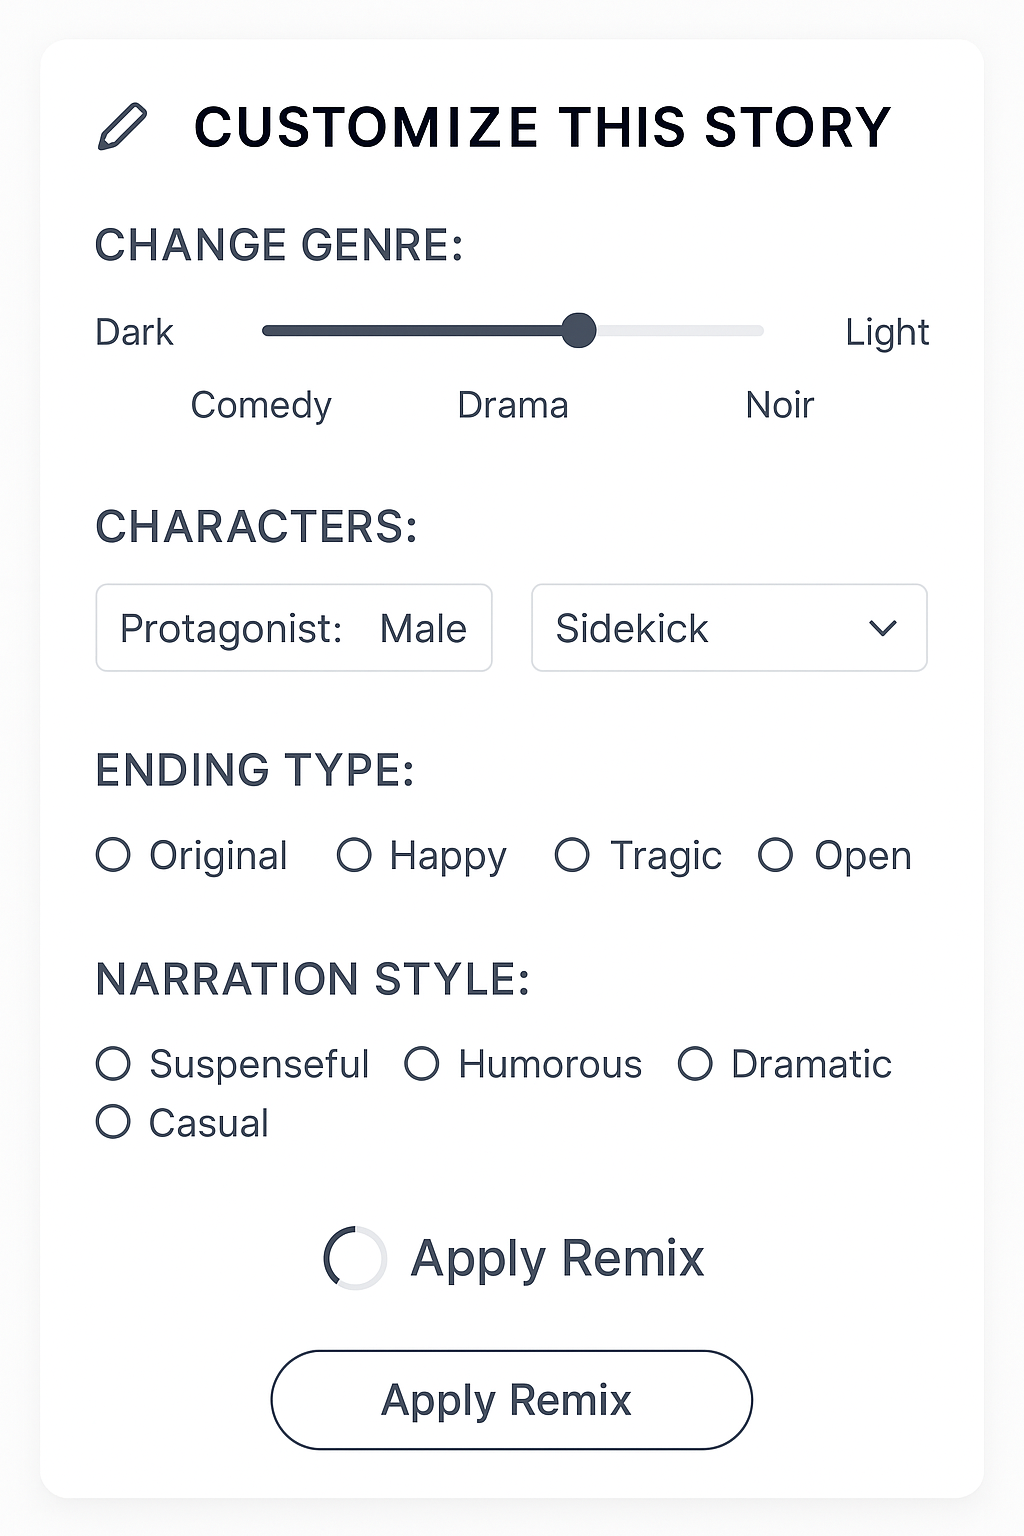 CUSTOMIZE THIS STORY
CHANGE GENRE:
Dark Light
Comedy Drama Noir
CHARACTERS:
Protagonist: Male Sidekick
ENDING TYPE:
Original Happy Tragic Open
NARRATION STYLE:
Suspenseful Humorous Dramatic
Casual
Apply Remix
Apply Remix